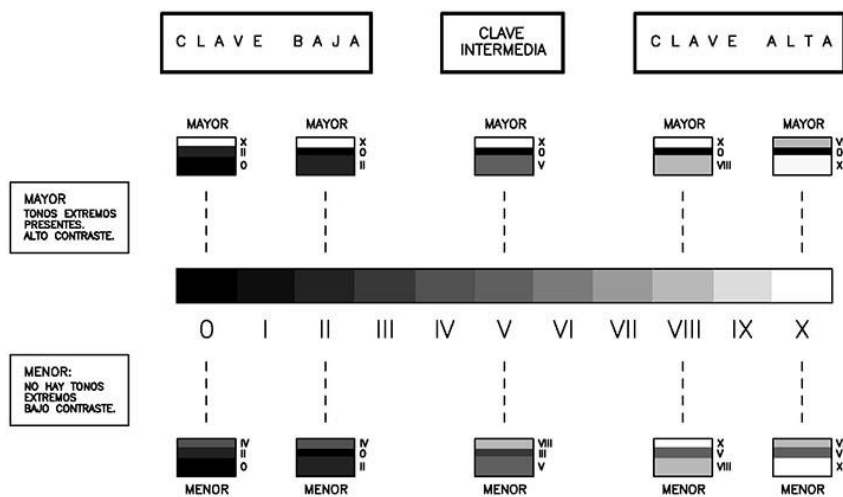 CLAVE BAJA
CLAVE
INTERMEDIA
CLAVE ALTA
MAYOR
X
II
O
MAYOR
X
O
II
MAYOR
X
O
V
MAYOR
X
O
VIII
MAYOR
O
X
MAYOR
TONOS EXTREMOS
PRESENTES.
ALTO CONTRASTE.
O I II III IV V VI VII VIII IX X
MENOR:
NO HAY TONOS
EXTREMOS
BAJO CONTRASTE.
IV
II
O
MENOR
IV
O
II
MENOR
VIII
III
V
MENOR
X
V
VIII
MENOR
X
MENOR